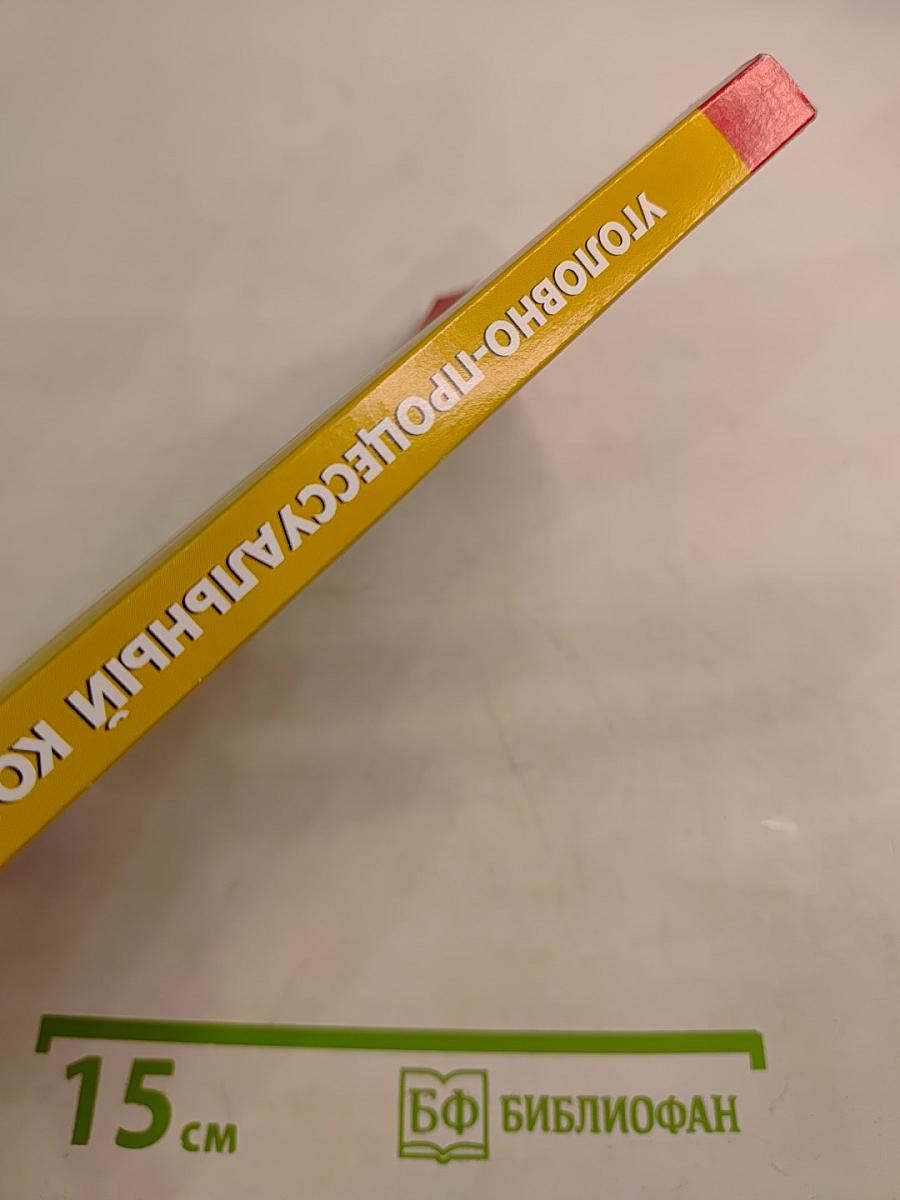 УГОЛОВНО-ПРОЦЕССУАЛЬНЫЙ КО
15 см
БФ БИБЛИОФАН